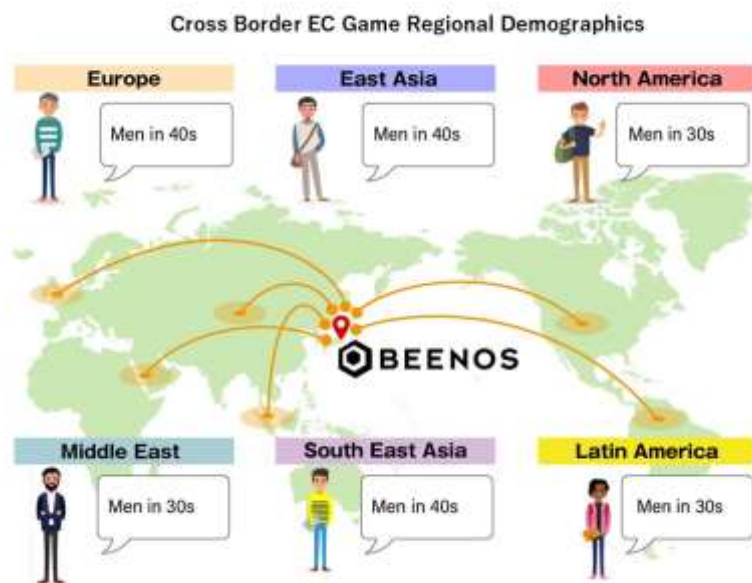 Cross Border EC Game Regional Demographics
Europe
East Asia
North America
Men in 40s
Men in 40s
Men in 30s
BEENOS
Middle East
South East Asia
Latin America
Men in 30s
Men in 40s
Men in 30s